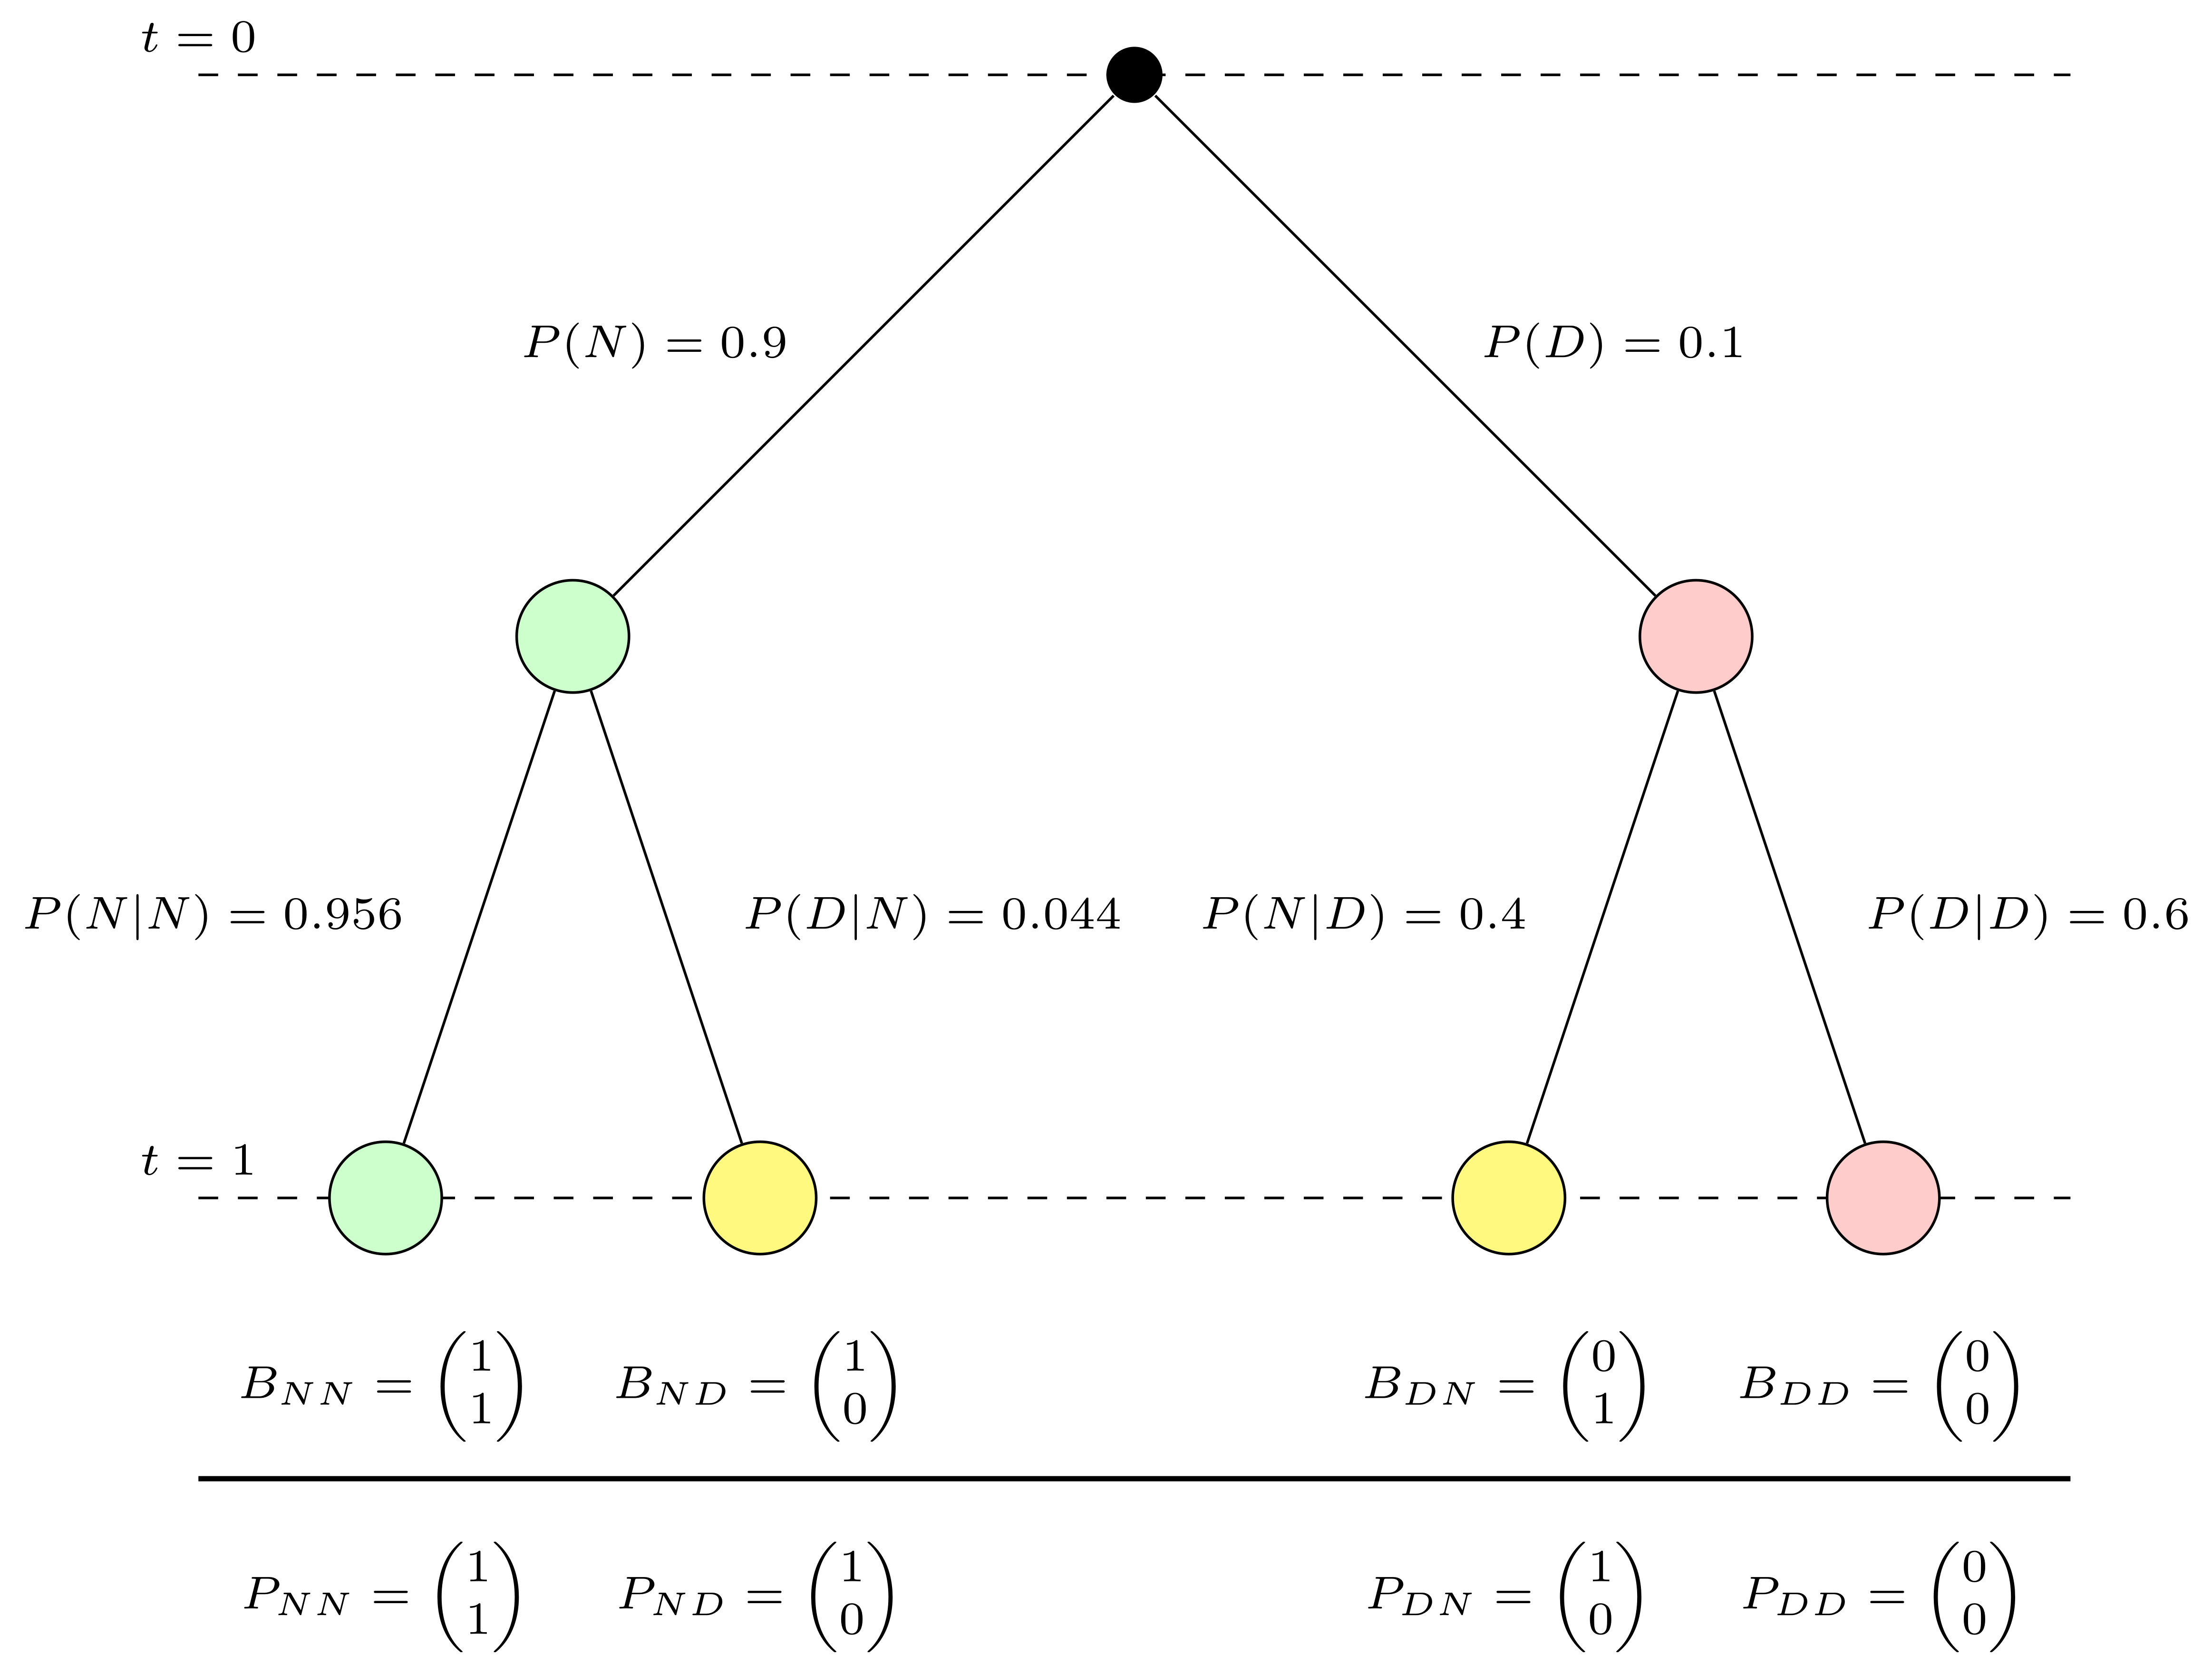 t = 0
P(N) = 0.9
P(D) = 0.1
P(N|N) = 0.956
P(D|N) = 0.044
P(N|D) = 0.4
P(D|D) = 0.6
t = 1
B_{NN} = \begin{pmatrix} 1 \\ 1 \end{pmatrix} B_{ND} = \begin{pmatrix} 1 \\ 0 \end{pmatrix} B_{DN} = \begin{pmatrix} 0 \\ 1 \end{pmatrix} B_{DD} = \begin{pmatrix} 0 \\ 0 \end{pmatrix}
P_{NN} = \begin{pmatrix} 1 \\ 1 \end{pmatrix} P_{ND} = \begin{pmatrix} 1 \\ 0 \end{pmatrix} P_{DN} = \begin{pmatrix} 1 \\ 0 \end{pmatrix} P_{DD} = \begin{pmatrix} 0 \\ 0 \end{pmatrix}